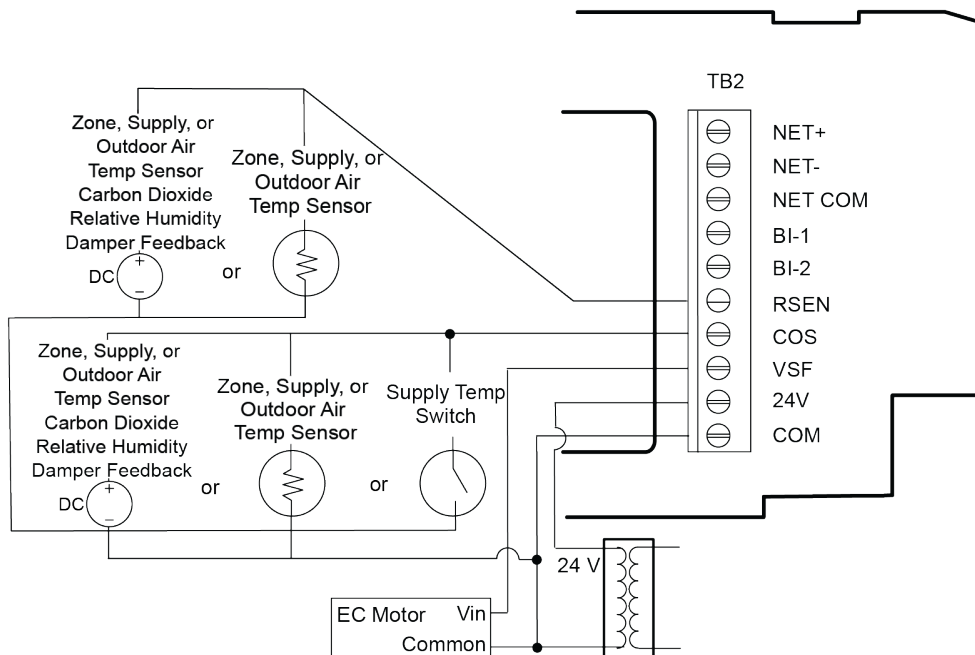 TB2
NET+
NET-
NET COM
BI-1
BI-2
RSEN
COS
VSF
24V
COM
Zone, Supply, or
Outdoor Air
Temp Sensor
Carbon Dioxide
Relative Humidity
Damper Feedback
DC
+
–
or
Zone, Supply, or
Outdoor Air
Temp Sensor
Zone, Supply, or
Outdoor Air
Temp Sensor
Carbon Dioxide
Relative Humidity
Damper Feedback
DC
+
–
or
Zone, Supply, or
Outdoor Air
Temp Sensor
or
Supply Temp
Switch
24 V
EC Motor
Vin
Common